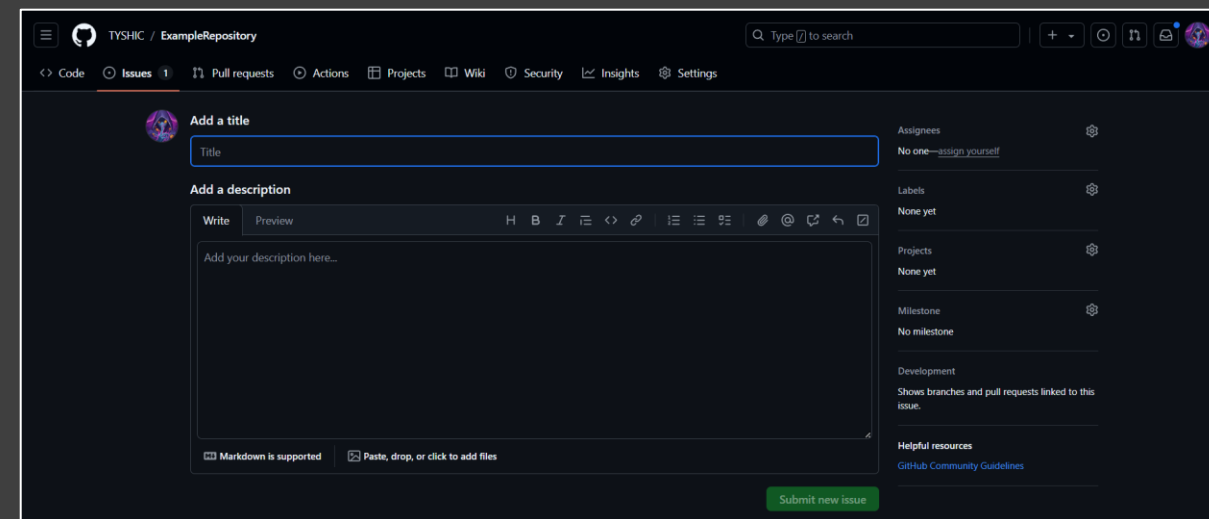 TYSHIC / ExampleRepository
Type / to search
Code
Issues 1
Pull requests
Actions
Projects
Wiki
Security
Insights
Settings
Add a title
Title
Add a description
Write
Preview
H B I
Add your description here...
Markdown is supported
Paste, drop, or click to add files
Submit new issue
Assignees
No one—assign yourself
Labels
None yet
Projects
None yet
Milestone
No milestone
Development
Shows branches and pull requests linked to this
issue.
Helpful resources
GitHub Community Guidelines